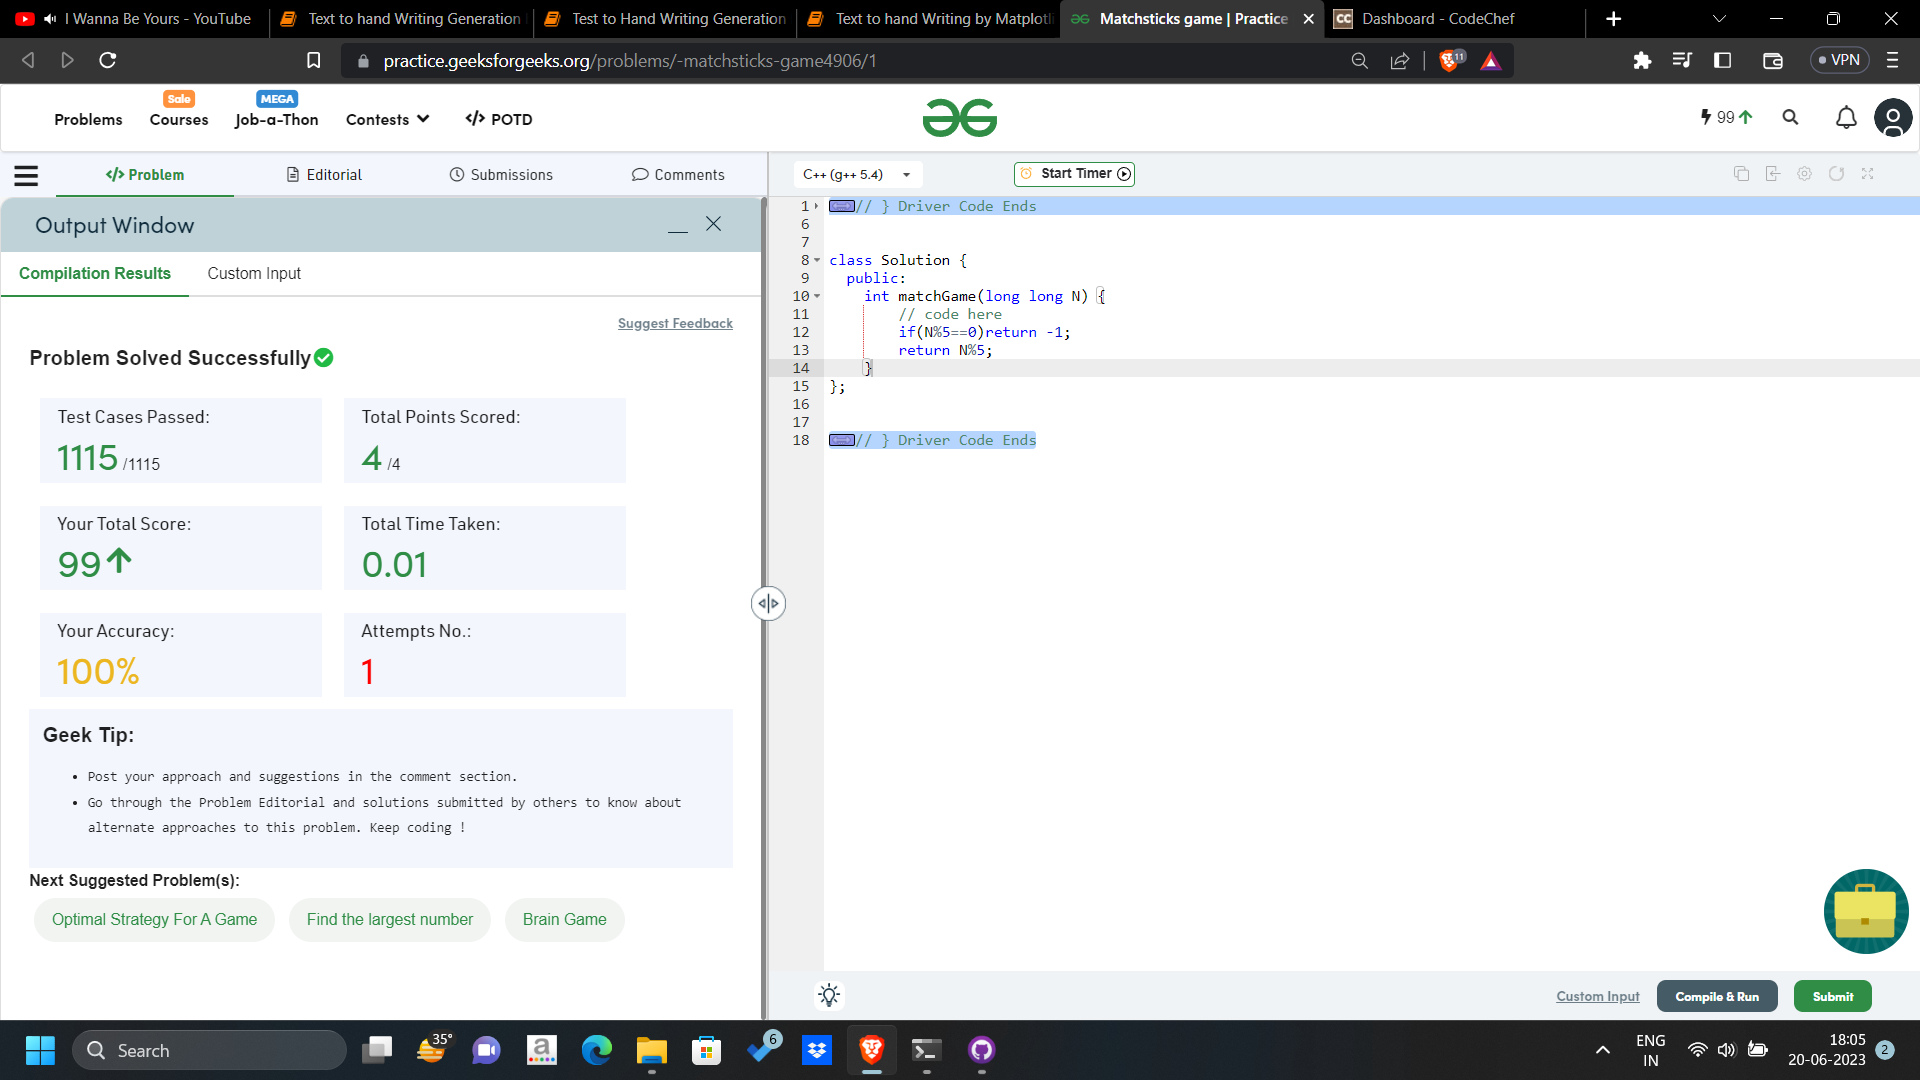 I Wanna Be Yours - YouTube
Text to hand Writing Generation
Test to Hand Writing Generation
Text to hand Writing by Matplotl
Matchsticks game | Practice
CC Dashboard - CodeChef
practice.geeksforgeeks.org/problems/-matchsticks-game4906/1
11
VPN
Sale
MEGA
Problems
Courses
Job-a-Thon
Contests
</> POTD
99
</> Problem
Editorial
Submissions
Comments
C++ (g++ 5.4)
Start Timer
Output Window
Compilation Results
Custom Input
Suggest Feedback
Problem Solved Successfully
Test Cases Passed:
1115 /1115
Total Points Scored:
4 /4
Your Total Score:
99
Total Time Taken:
0.01
Your Accuracy:
100%
Attempts No.:
1
Geek Tip:
• Post your approach and suggestions in the comment section.
• Go through the Problem Editorial and solutions submitted by others to know about
alternate approaches to this problem. Keep coding !
Next Suggested Problem(s):
Optimal Strategy For A Game
Find the largest number
Brain Game
1 // } Driver Code Ends
6
7
8 class Solution {
9 public:
10 int matchGame(long long N) {
11 // code here
12 if(N%5==0)return -1;
13 return N%5;
14 }
15 };
16
17
18 // } Driver Code Ends
Custom Input
Compile & Run
Submit
Search
35°
a
6
ENG
IN
18:05
20-06-2023
2